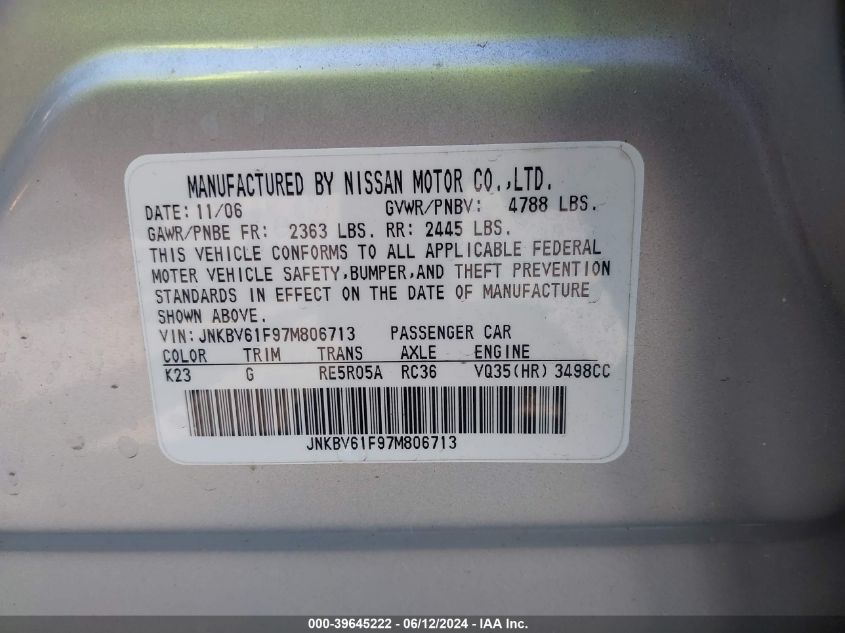 MANUFACTURED BY NISSAN MOTOR CO.,LTD.
DATE: 11/06 GVWR/PNBV: 4788 LBS.
GAWR/PNBE FR: 2363 LBS. RR: 2445 LBS.
THIS VEHICLE CONFORMS TO ALL APPLICABLE FEDERAL
MOTER VEHICLE SAFETY,BUMPER,AND THEFT PREVENTION
STANDARDS IN EFFECT ON THE DATE OF MANUFACTURE
SHOWN ABOVE.
VIN: JNKBV61F97M806713 PASSENGER CAR
COLOR TRIM TRANS AXLE ENGINE
K23 G RE5R05A RC36 VQ35(HR) 3498CC
JNKBV61F97M806713
000-39645222 - 06/12/2024 - IAA Inc.